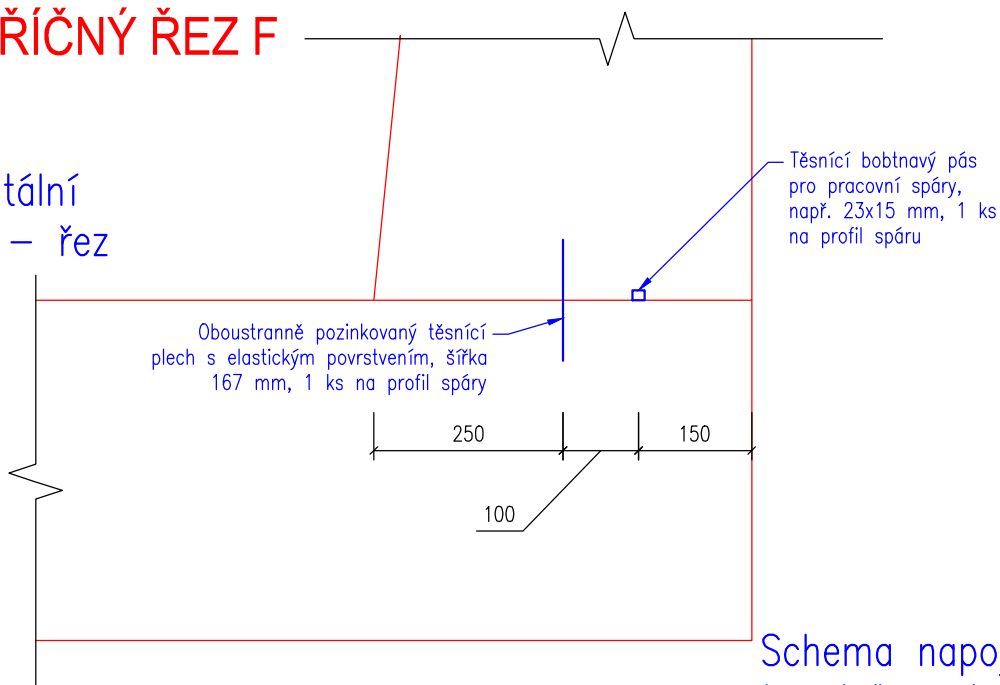 ŘÍČNÝ ŘEZ F
tální
– řez
Těsnící bobtnavý pás
pro pracovní spáry,
např. 23x15 mm, 1 ks
na profil spáru
Oboustranně pozinkovaný těsnící
plech s elastickým povrstvením, šířka
167 mm, 1 ks na profil spáry
250
150
100
Schema napo